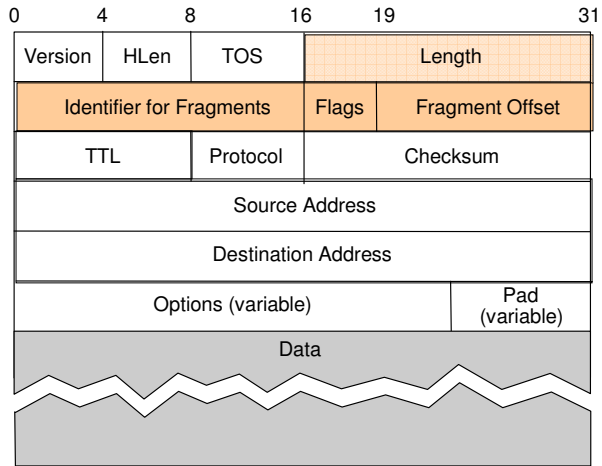 0 4 8 16 19 31
Version HLen TOS Length
Identifier for Fragments Flags Fragment Offset
TTL Protocol Checksum
Source Address
Destination Address
Options (variable) Pad
(variable)
Data